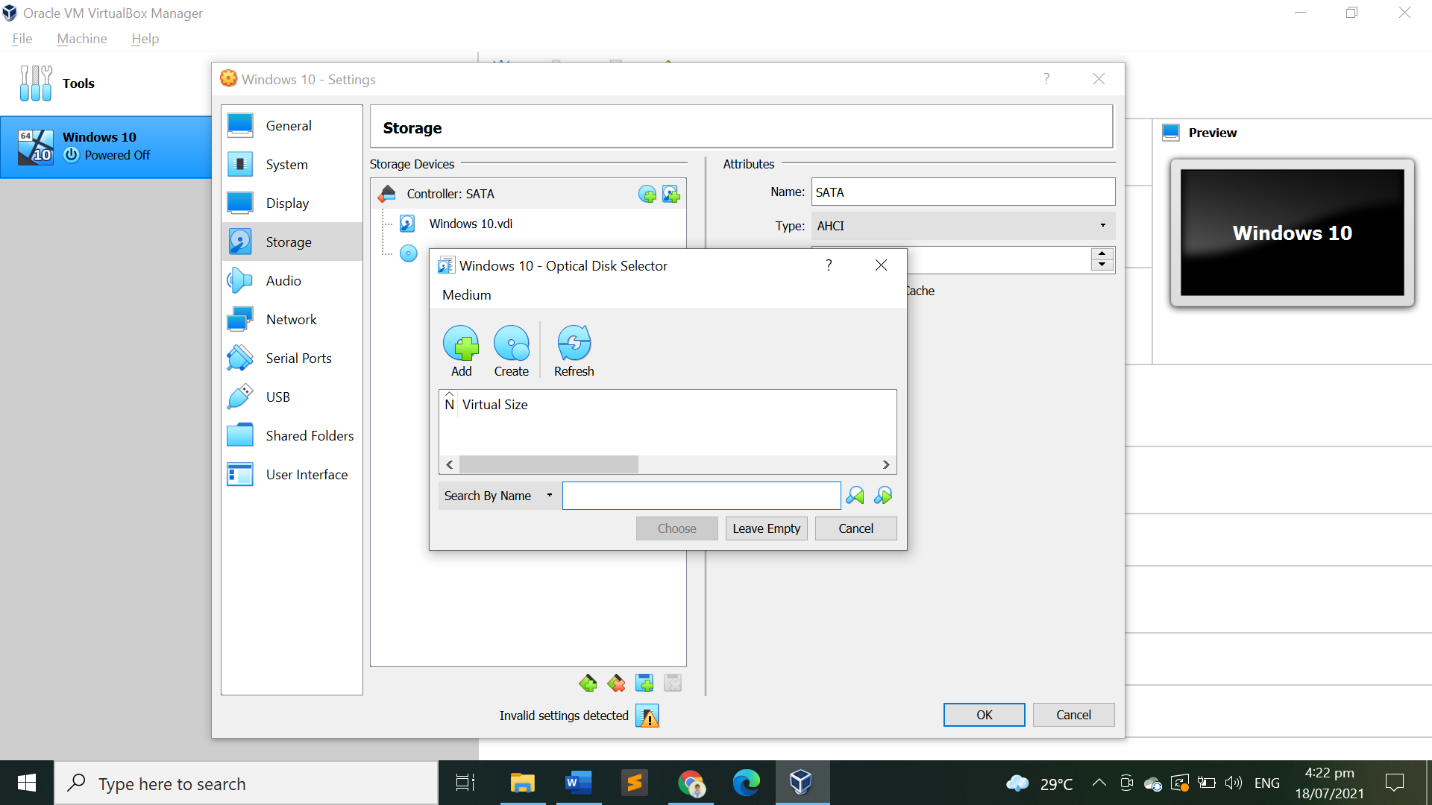 Oracle VM VirtualBox Manager
File Machine Help
Tools
Windows 10
Powered Off
64
10
Windows 10 - Settings
?
General
System
Display
Storage
Audio
Network
Serial Ports
USB
Shared Folders
User Interface
Storage
Storage Devices
Controller: SATA
Windows 10.vdi
Attributes
Name: SATA
Type: AHCI
Cache
Windows 10 - Optical Disk Selector
?
Medium
Add Create Refresh
N Virtual Size
Search By Name
Choose Leave Empty Cancel
Invalid settings detected
OK Cancel
Preview
Windows 10
Type here to search
29°C
ENG
4:22 pm
18/07/2021